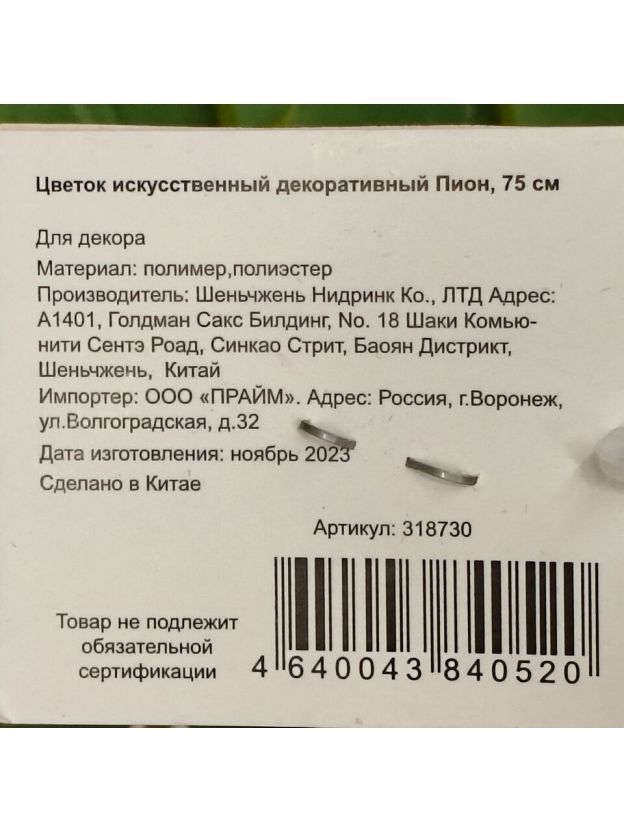 Цветок искусственный декоративный Пион, 75 см
Для декора
Материал: полимер,полиэстер
Производитель: Шеньчжень Нидринк Ко., ЛТД Адрес:
А1401, Голдман Сакс Билдинг, No. 18 Шаки Комью-
нити Сентэ Роад, Синкао Стрит, Баоян Дистрикт,
Шеньчжень, Китай
Импортер: ООО «ПРАЙМ». Адрес: Россия, г.Воронеж,
ул.Волгоградская, д.32
Дата изготовления: ноябрь 2023
Сделано в Китае
Артикул: 318730
Товар не подлежит
обязательной
сертификации
4 640043 840520